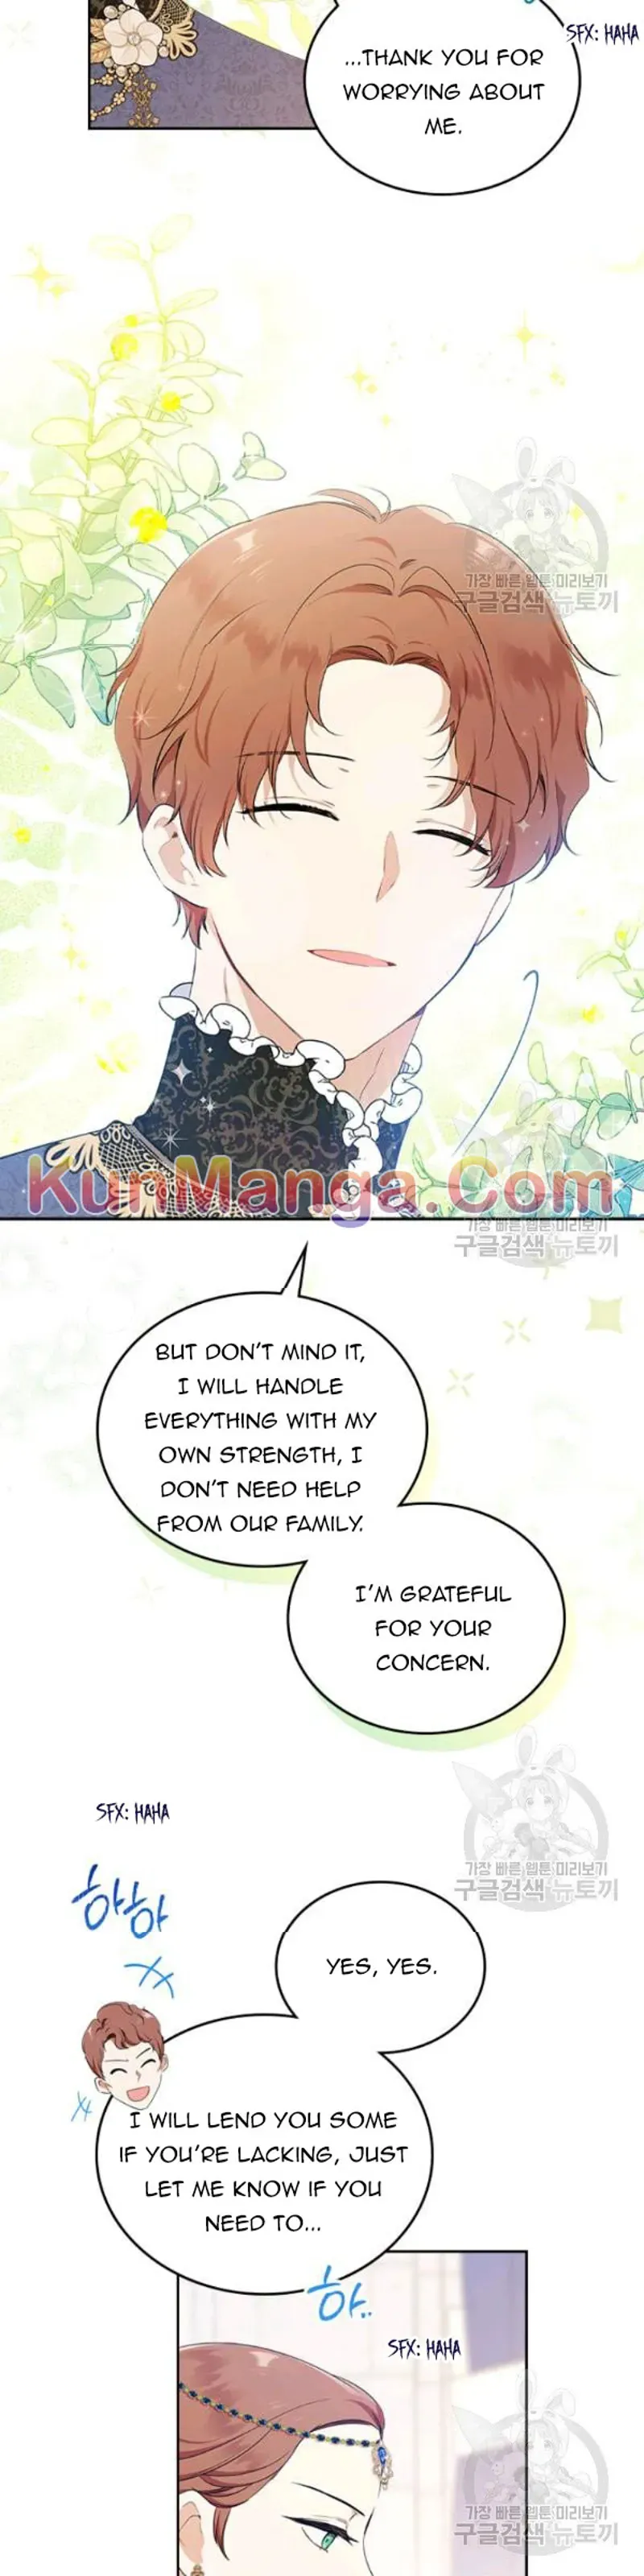 SFX: HAHA
...THANK YOU FOR
WORRYING ABOUT
ME.
가장 빠른 웹툰 미리보기
구글검색 뉴토끼
KunManga.Com
가장 빠른 웹툰 미리보기
구글검색 뉴토끼
BUT DON'T MIND IT,
I WILL HANDLE
EVERYTHING WITH MY
OWN STRENGTH, I
DON'T NEED HELP
FROM OUR FAMILY.
I'M GRATEFUL
FOR YOUR
CONCERN.
SFX: HAHA
가장 빠른 웹툰 미리보기
구글검색 뉴토끼
하하
YES, YES.
I WILL LEND YOU SOME
IF YOU'RE LACKING, JUST
LET ME KNOW IF YOU
NEED TO...
하..
SFX: HAHA
가장 빠른 웹툰 미리보기
구글검색 뉴토끼